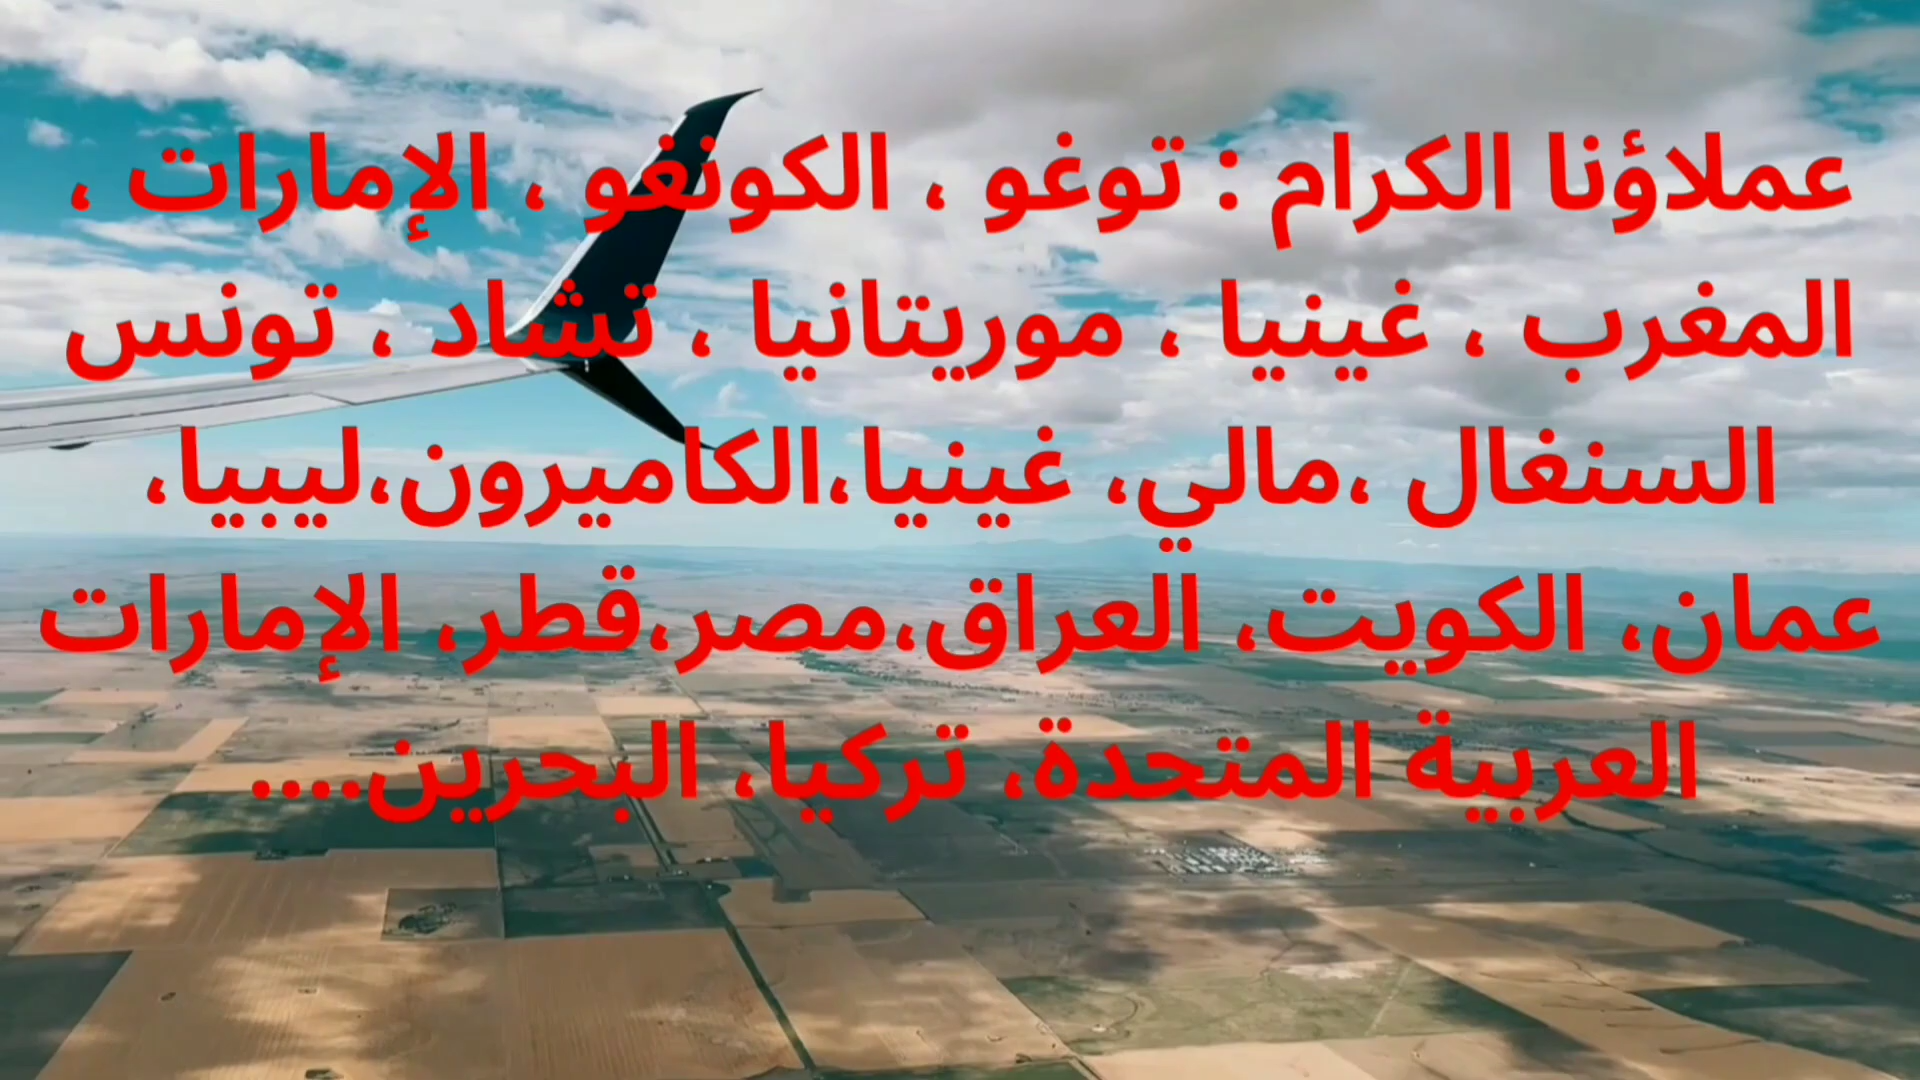 عملاؤنا الكرام : توغو ، الكونغو ، الإمارات ،
المغرب ، غينيا ، موريتانيا ، تشاد ، تونس
السنغال ،مالي، غينيا،الكاميرون،ليبيا،
عمان، الكويت، العراق،مصر،قطر، الإمارات
العربية المتحدة، تركيا، البحرين....